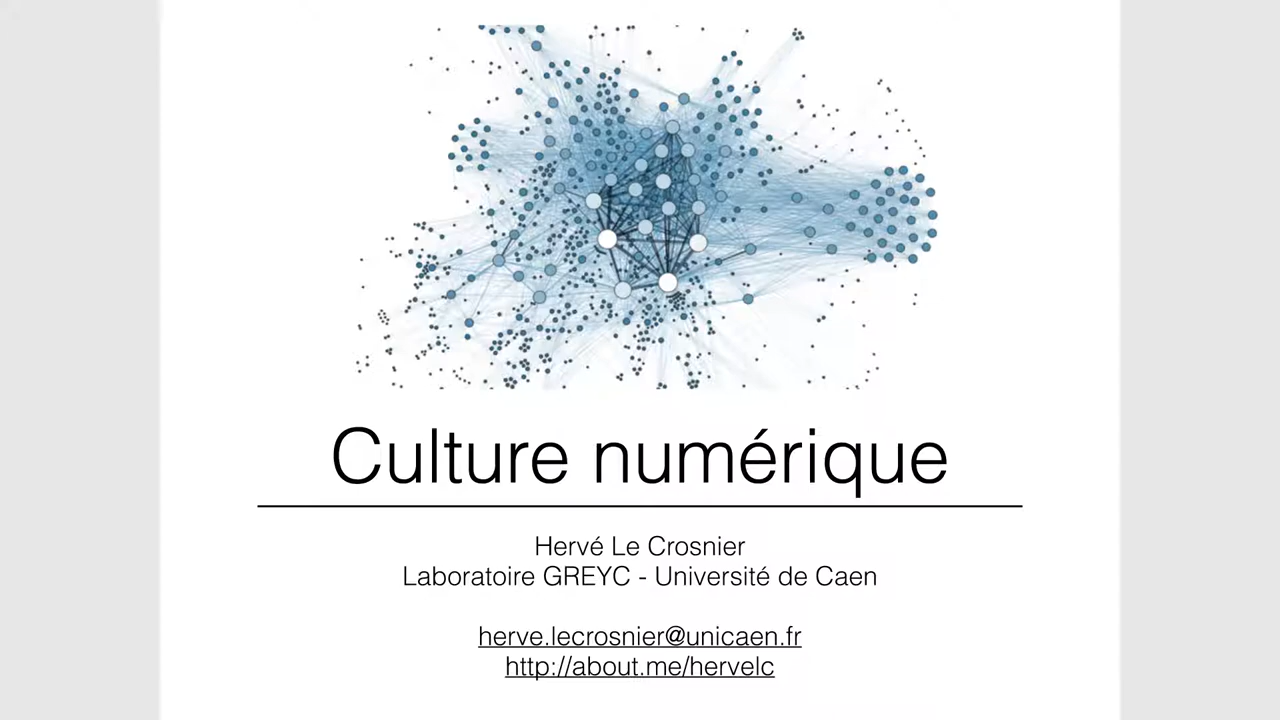 Culture numérique
Hervé Le Crosnier
Laboratoire GREYC - Université de Caen
herve.lecrosnier@unicaen.fr
http://about.me/hervelc